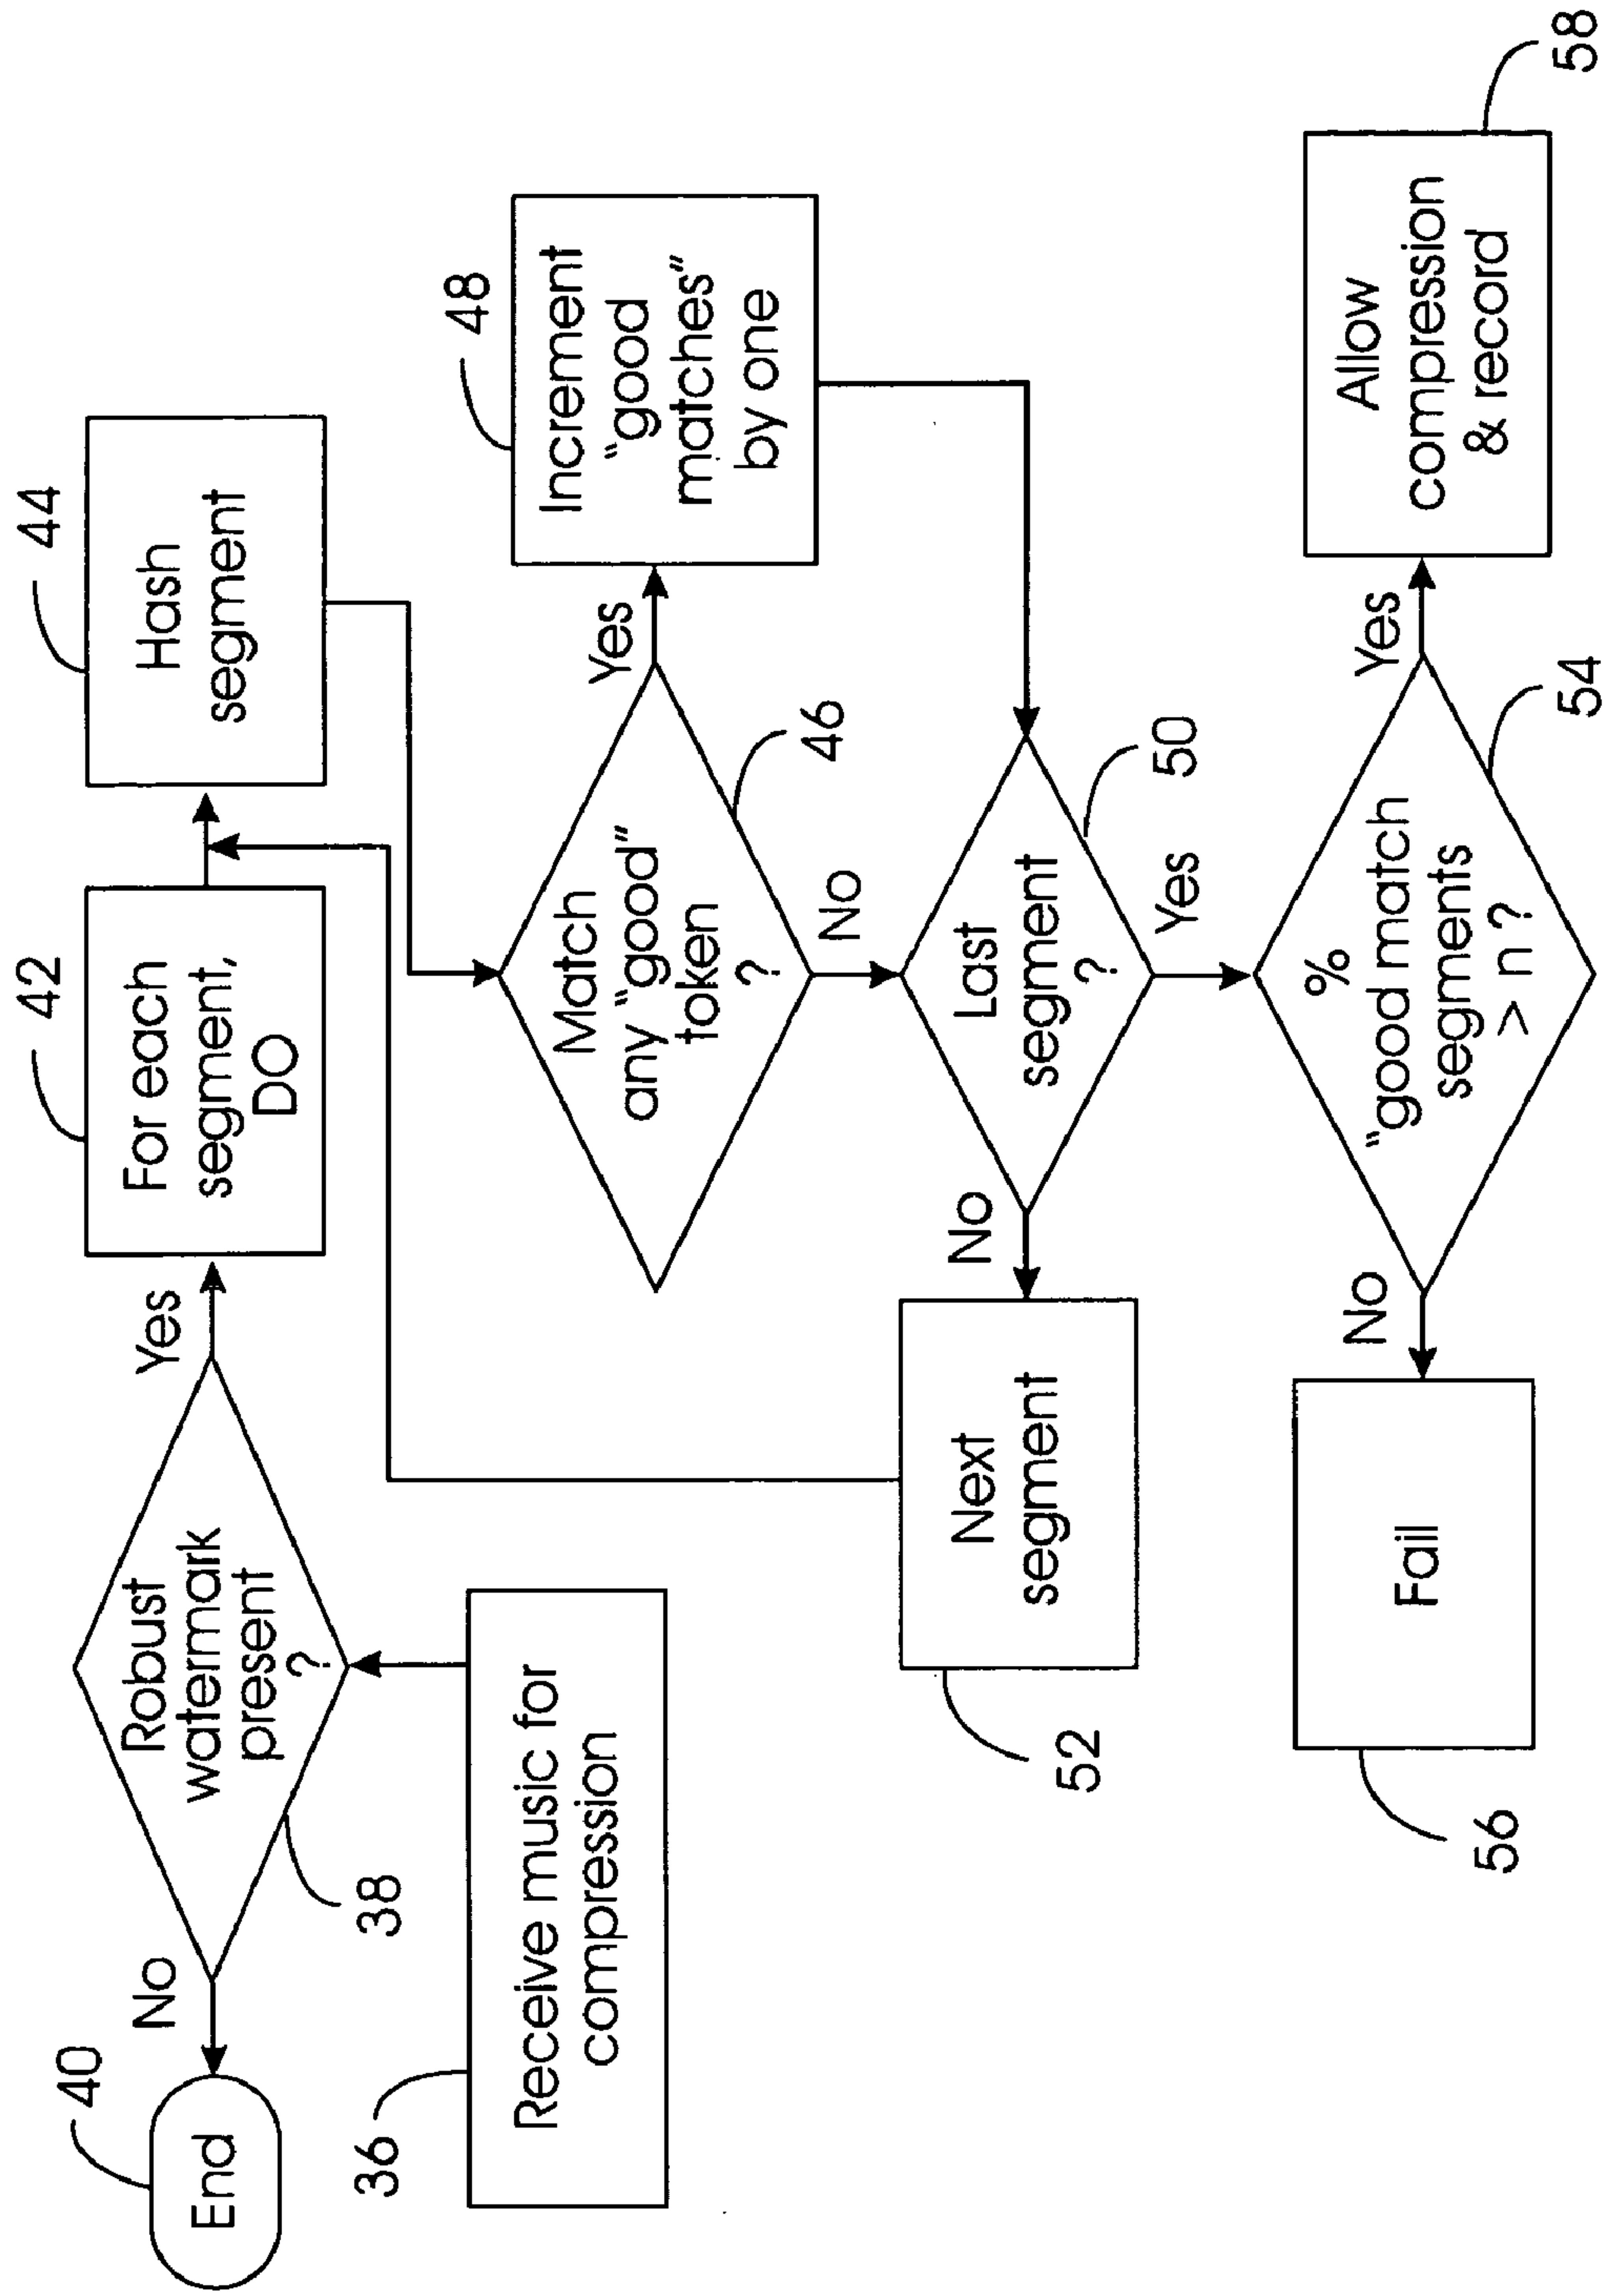 40
End
No
Robust
watermark
present
?
38
Yes
42
For each
segment,
DO
44
Hash
segment
36
Receive music for
compression
Match
any "good"
token
?
46
Yes
48
Increment
"good
matches"
by one
No
Last
segment
?
50
No
Next
segment
52
Yes
%
"good match
segments
> n ?
54
No
Fail
56
Yes
Allow
compression
& record
58